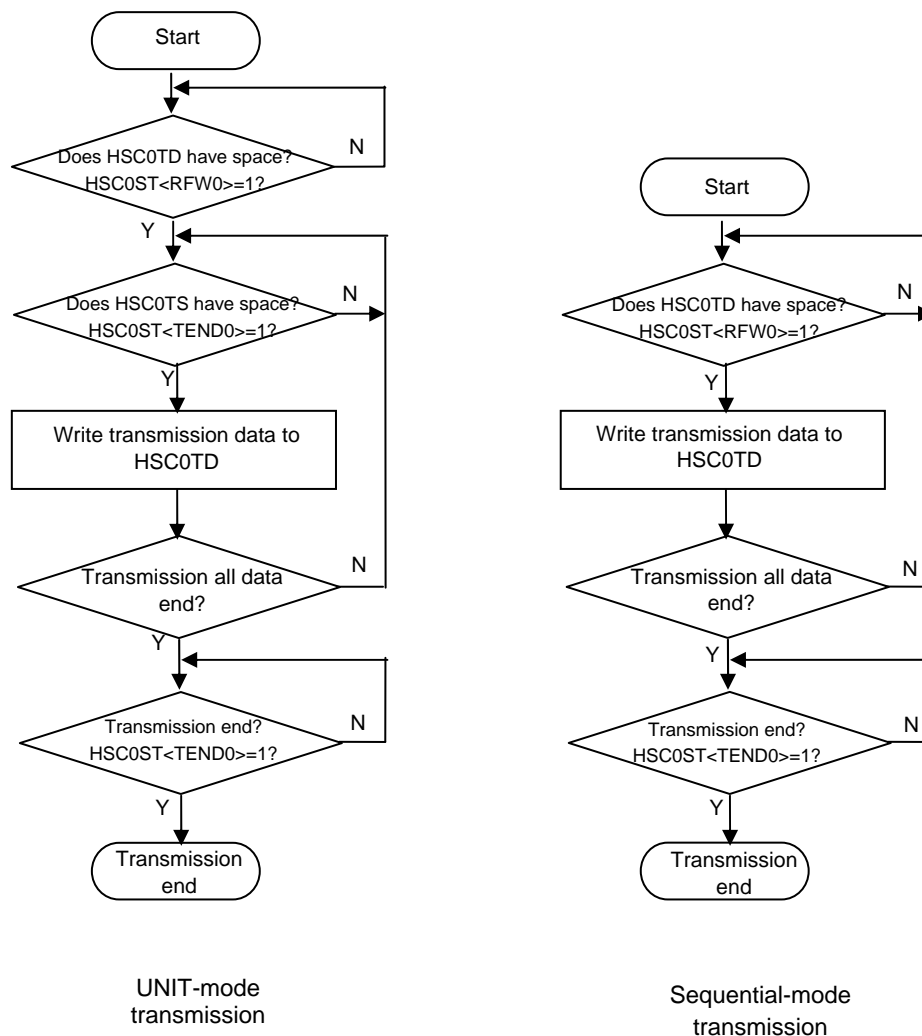 Start
Does HSC0TD have space?
HSC0ST<RFW0>=1?
N
Y
Does HSC0TS have space?
HSC0ST<TEND0>=1?
N
Y
Write transmission data to
HSC0TD
Transmission all data
end?
N
Y
Transmission end?
HSC0ST<TEND0>=1?
N
Y
Transmission
end
UNIT-mode
transmission
Start
Does HSC0TD have space?
HSC0ST<RFW0>=1?
N
Y
Write transmission data to
HSC0TD
Transmission all data
end?
N
Y
Transmission end?
HSC0ST<TEND0>=1?
N
Y
Transmission
end
Sequential-mode
transmission